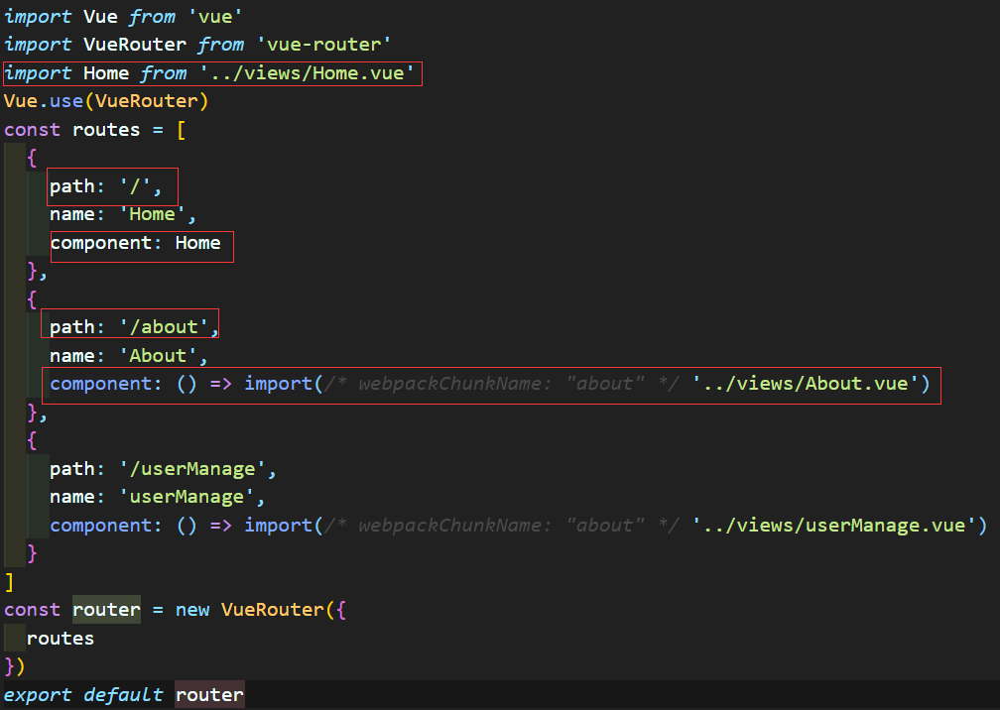 import Vue from 'vue'
import VueRouter from 'vue-router'
import Home from '../views/Home.vue'
Vue.use(VueRouter)
const routes = [
{
path: '/',
name: 'Home',
component: Home
},
{
path: '/about',
name: 'About',
component: () => import(/* webpackChunkName: "about" */ '../views/About.vue')
},
{
path: '/userManage',
name: 'userManage',
component: () => import(/* webpackChunkName: "about" */ '../views/userManage.vue')
}
]
const router = new VueRouter({
routes
})
export default router